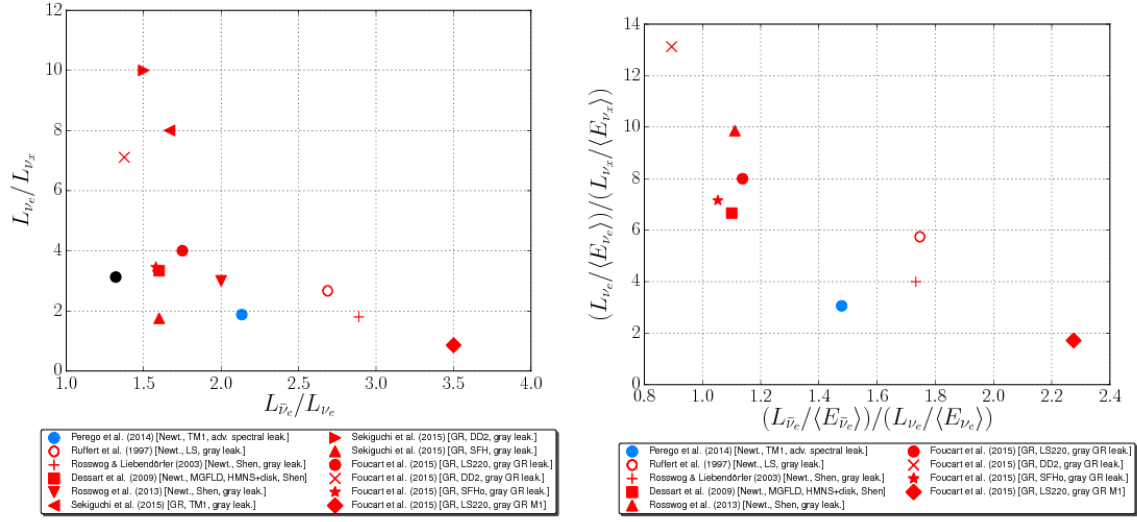 12
10
8
6
4
2
0
L_{ν_e}/L_{ν_x}
1.0 1.5 2.0 2.5 3.0 3.5 4.0
L_{ν̄_e}/L_{ν_e}
Perego et al. (2014) [Newt., TM1, adv. spectral leak.]
Ruffert et al. (1997) [Newt., LS, gray leak.]
Rosswog & Liebendörfer (2003) [Newt., Shen, gray leak.]
Dessart et al. (2009) [Newt., MGFLD, HMNS+disk, Shen]
Rosswog et al. (2013) [Newt., Shen, gray leak.]
Sekiguchi et al. (2015) [GR, TM1, gray leak.]
Sekiguchi et al. (2015) [GR, DD2, gray leak.]
Sekiguchi et al. (2015) [GR, SFH, gray leak.]
Foucart et al. (2015) [GR, LS220, gray GR leak.]
Foucart et al. (2015) [GR, DD2, gray GR leak.]
Foucart et al. (2015) [GR, SFHo, gray GR leak.]
Foucart et al. (2015) [GR, LS220, gray GR M1]
14
12
10
8
6
4
2
0
(L_{ν_e}/⟨E_{ν_e}⟩)/(L_{ν_x}/⟨E_{ν_x}⟩)
0.8 1.0 1.2 1.4 1.6 1.8 2.0 2.2 2.4
(L_{ν̄_e}/⟨E_{ν̄_e}⟩)/(L_{ν_e}/⟨E_{ν_e}⟩)
Perego et al. (2014) [Newt., TM1, adv. spectral leak.]
Ruffert et al. (1997) [Newt., LS, gray leak.]
Rosswog & Liebendörfer (2003) [Newt., Shen, gray leak.]
Dessart et al. (2009) [Newt., MGFLD, HMNS+disk, Shen]
Rosswog et al. (2013) [Newt., Shen, gray leak.]
Foucart et al. (2015) [GR, LS220, gray GR leak.]
Foucart et al. (2015) [GR, DD2, gray GR leak.]
Foucart et al. (2015) [GR, SFHo, gray GR leak.]
Foucart et al. (2015) [GR, LS220, gray GR M1]